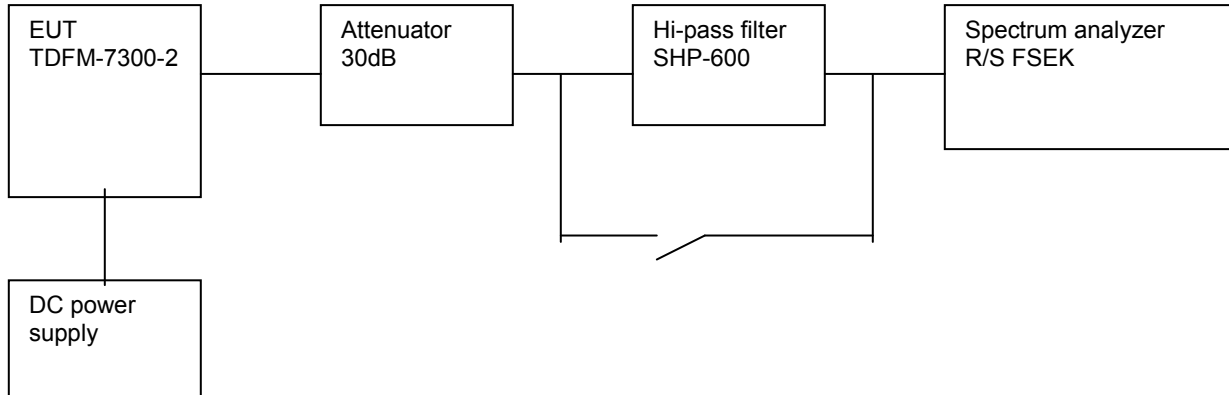 EUT
TDFM-7300-2
Attenuator
30dB
Hi-pass filter
SHP-600
Spectrum analyzer
R/S FSEK
DC power
supply